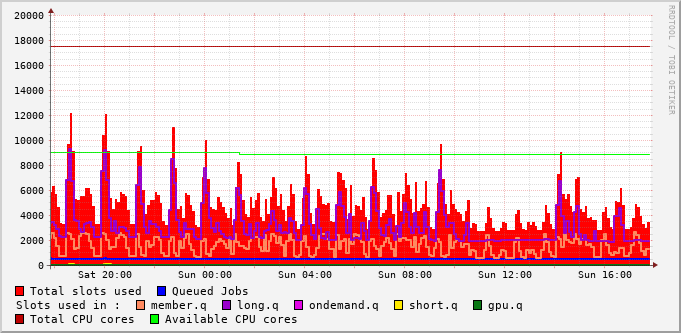 RRDTOOL / TOBI OETIKER
20000
18000
16000
14000
12000
10000
8000
6000
4000
2000
0
Sat 20:00 Sun 00:00 Sun 04:00 Sun 08:00 Sun 12:00 Sun 16:00
Total slots used Queued Jobs
Slots used in : member.q long.q ondemand.q short.q gpu.q
Total CPU cores Available CPU cores